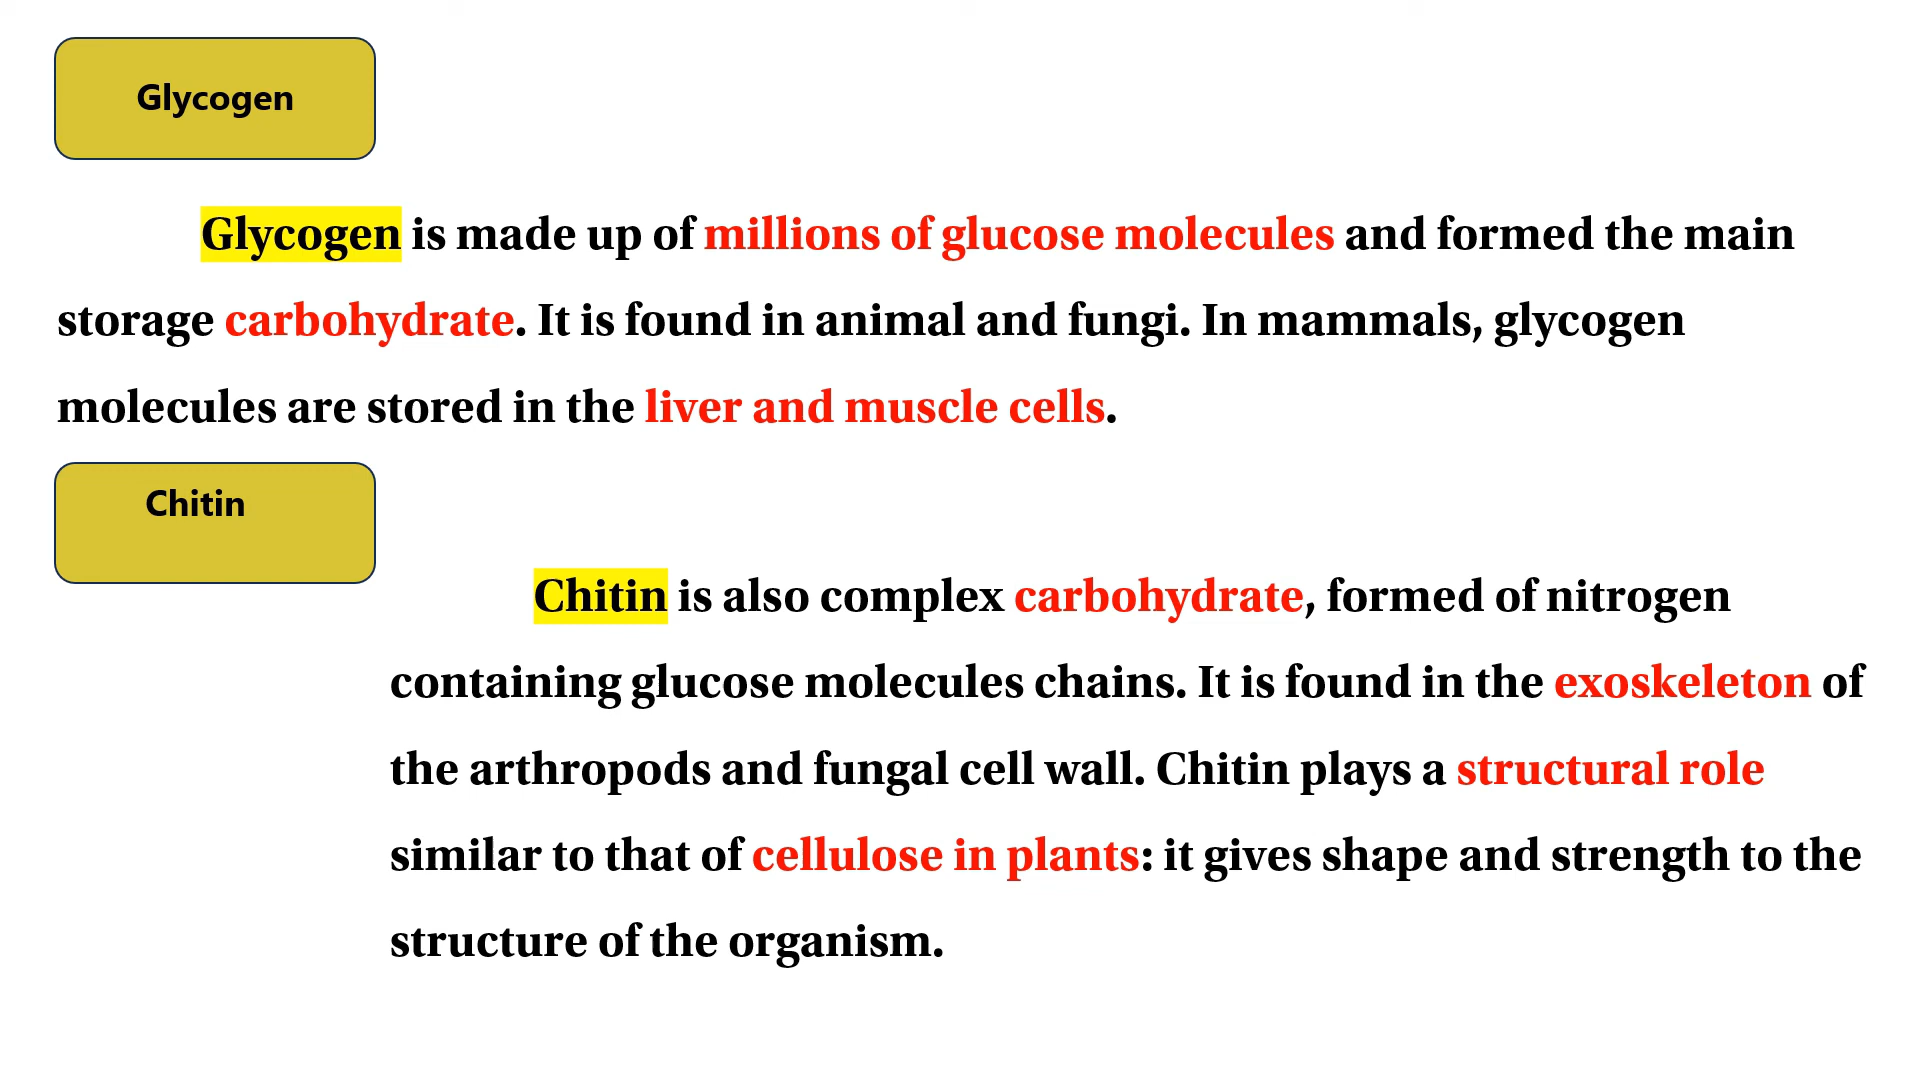 Glycogen
Glycogen is made up of millions of glucose molecules and formed the main
storage carbohydrate. It is found in animal and fungi. In mammals, glycogen
molecules are stored in the liver and muscle cells.
Chitin
Chitin is also complex carbohydrate, formed of nitrogen
containing glucose molecules chains. It is found in the exoskeleton of
the arthropods and fungal cell wall. Chitin plays a structural role
similar to that of cellulose in plants: it gives shape and strength to the
structure of the organism.